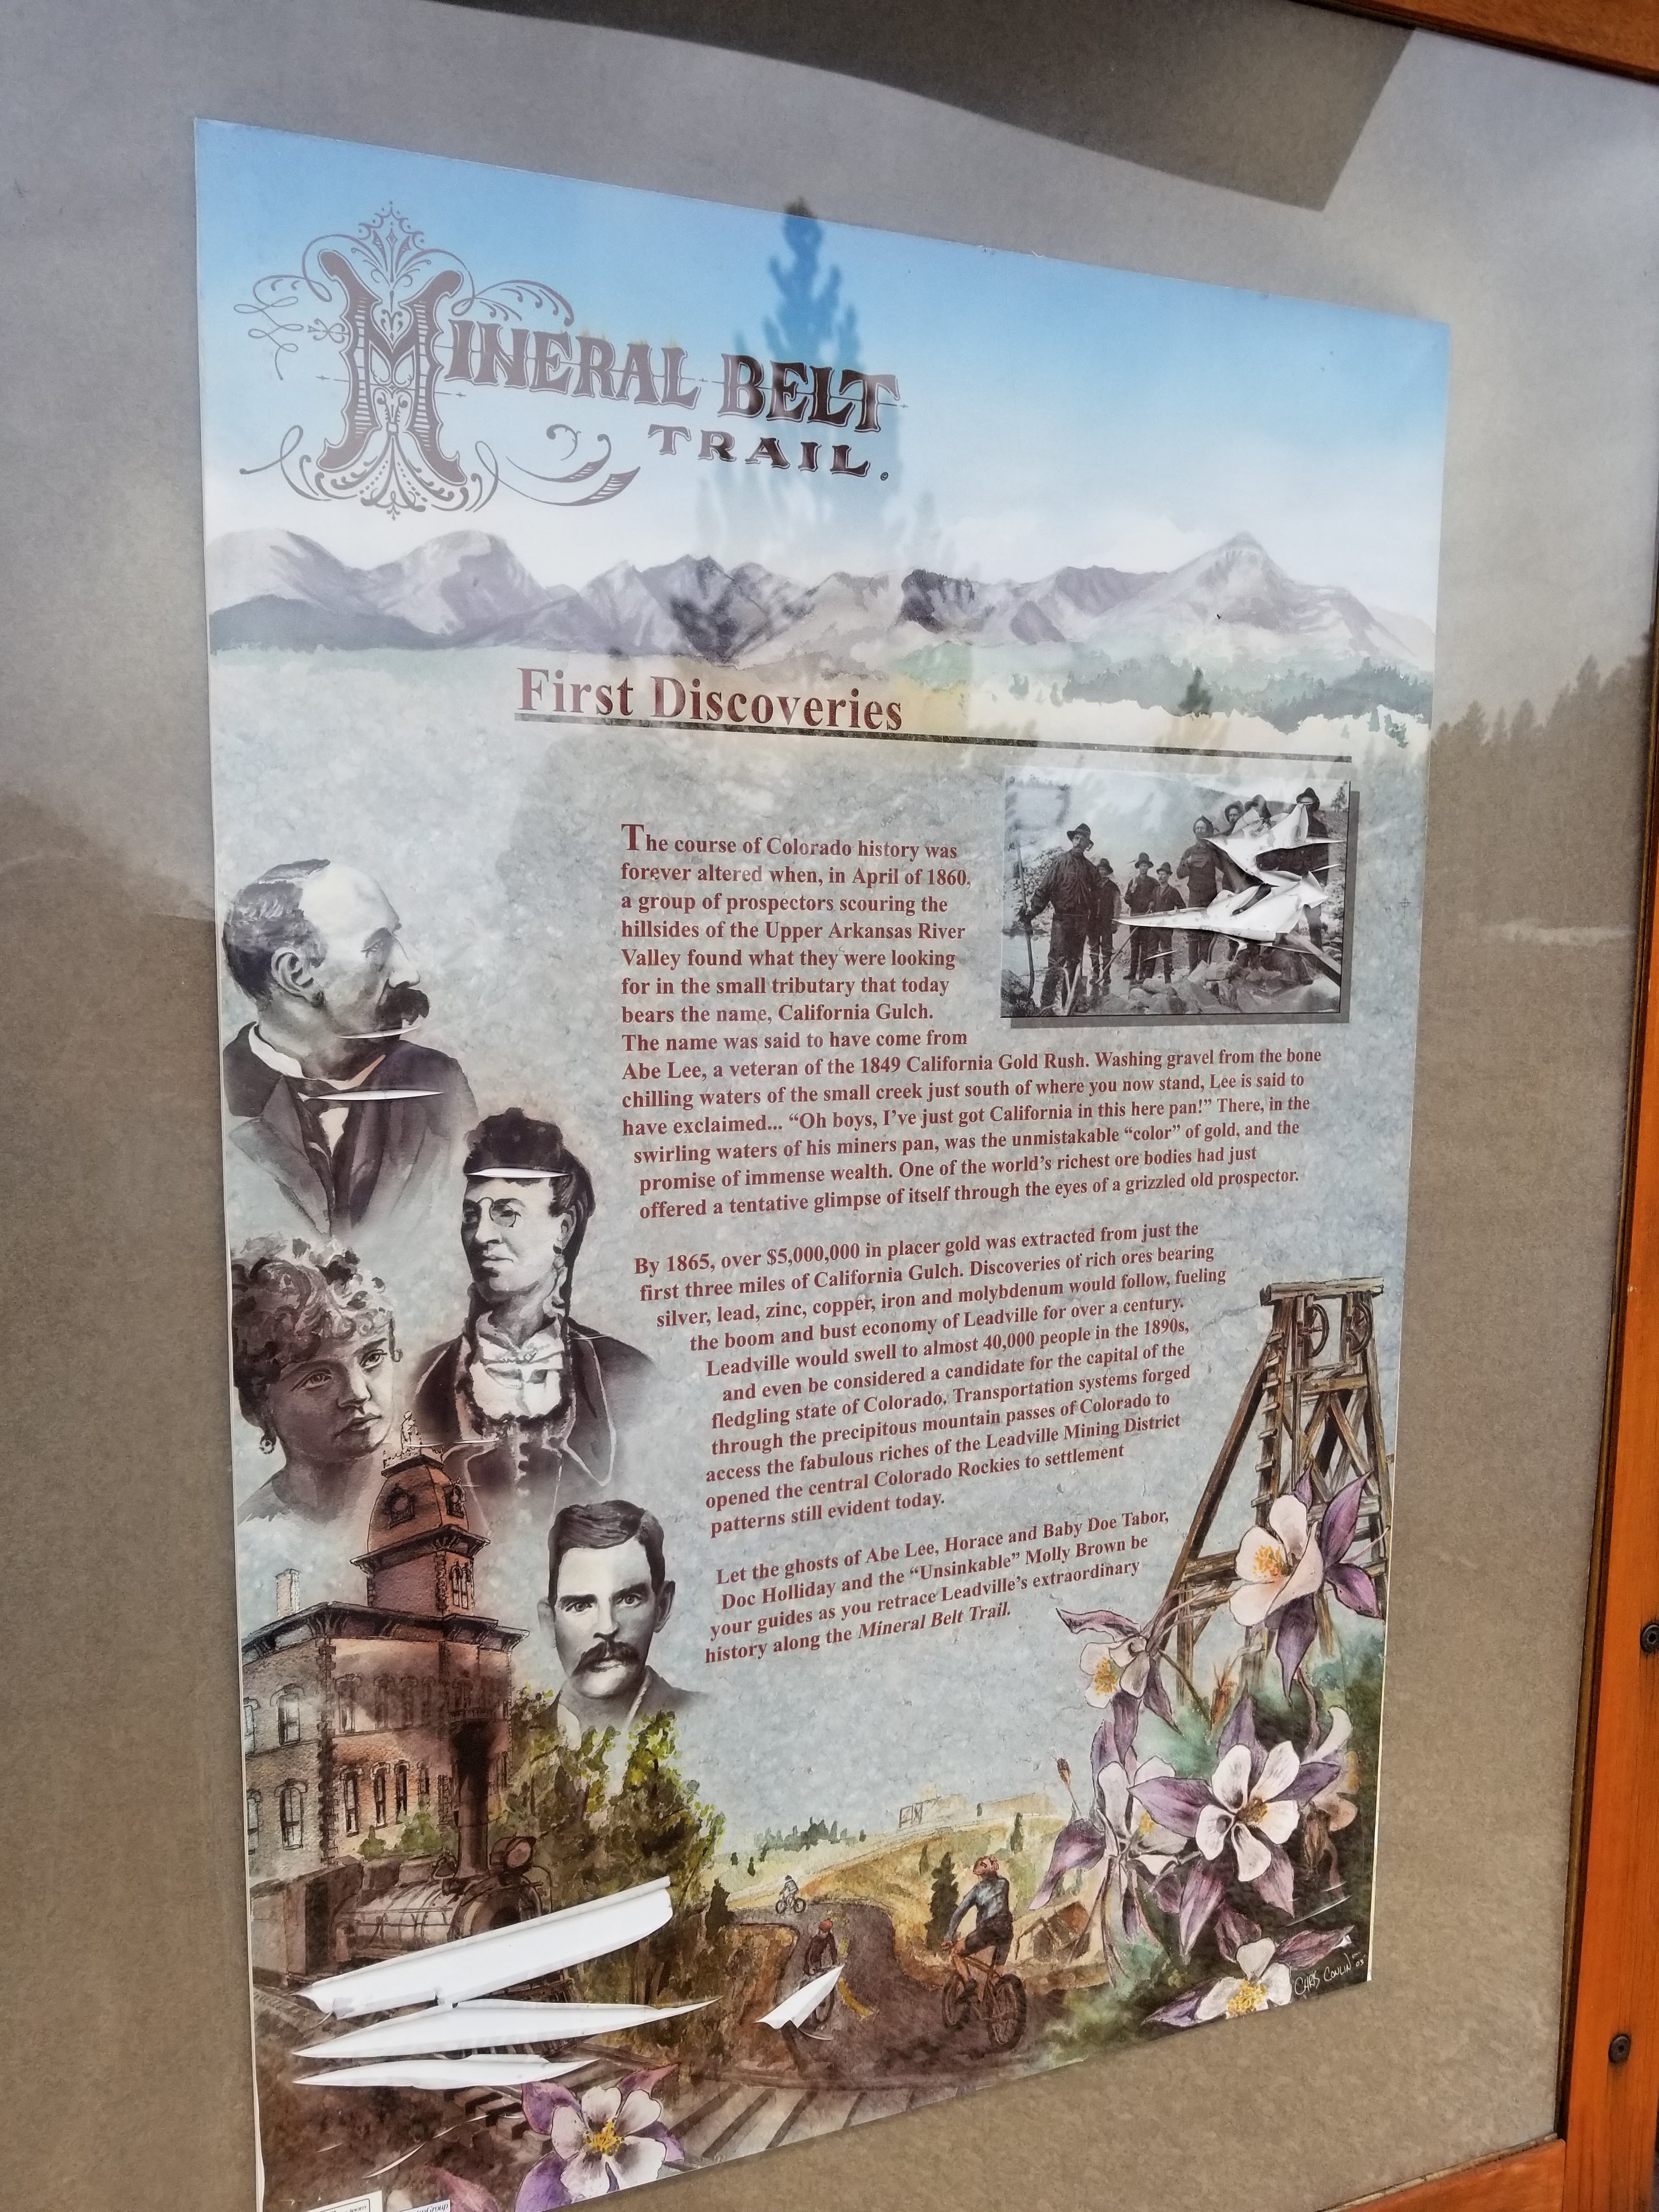 MINERAL BELT
TRAIL.
First Discoveries
The course of Colorado history was
forever altered when, in April of 1860,
a group of prospectors scouring the
hillsides of the Upper Arkansas River
Valley found what they were looking
for in the small tributary that today
bears the name, California Gulch.
The name was said to have come from
Abe Lee, a veteran of the 1849 California Gold Rush. Washing gravel from the bone
chilling waters of the small creek just south of where you now stand, Lee is said to
have exclaimed... “Oh boys, I’ve just got California in this here pan!” There, in the
swirling waters of his miners pan, was the unmistakable “color” of gold, and the
promise of immense wealth. One of the world’s richest ore bodies had just
offered a tentative glimpse of itself through the eyes of a grizzled old prospector.
By 1865, over $5,000,000 in placer gold was extracted from just the
first three miles of California Gulch. Discoveries of rich ores bearing
silver, lead, zinc, copper, iron and molybdenum would follow, fueling
the boom and bust economy of Leadville for over a century.
Leadville would swell to almost 40,000 people in the 1890s,
and even be considered a candidate for the capital of the
fledgling state of Colorado. Transportation systems forged
through the precipitous mountain passes of Colorado to
access the fabulous riches of the Leadville Mining District
opened the central Colorado Rockies to settlement
patterns still evident today.
Let the ghosts of Abe Lee, Horace and Baby Doe Tabor,
Doc Holliday and the “Unsinkable” Molly Brown be
your guides as you retrace Leadville’s extraordinary
history along the Mineral Belt Trail.
CHRIS CONLIN